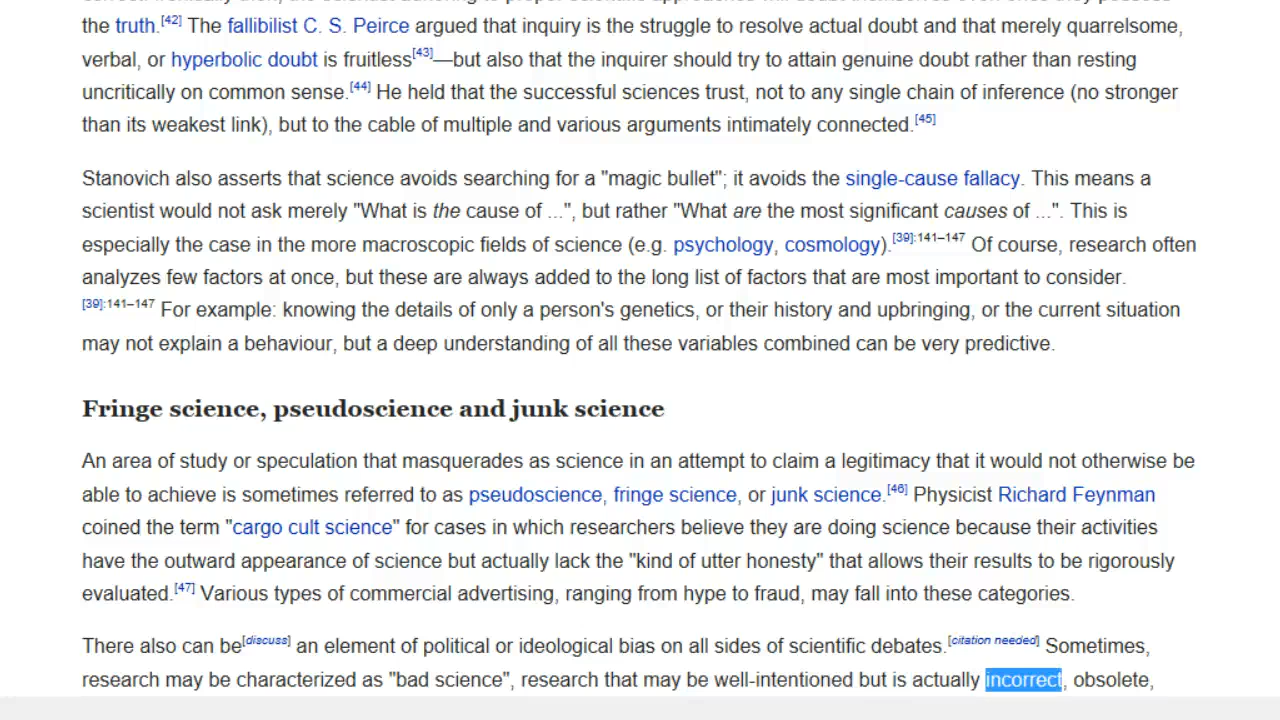 the truth.[42] The fallibilist C. S. Peirce argued that inquiry is the struggle to resolve actual doubt and that merely quarrelsome,
verbal, or hyperbolic doubt is fruitless[43]—but also that the inquirer should try to attain genuine doubt rather than resting
uncritically on common sense.[44] He held that the successful sciences trust, not to any single chain of inference (no stronger
than its weakest link), but to the cable of multiple and various arguments intimately connected.[45]
Stanovich also asserts that science avoids searching for a "magic bullet"; it avoids the single-cause fallacy. This means a
scientist would not ask merely "What is the cause of ...", but rather "What are the most significant causes of ...". This is
especially the case in the more macroscopic fields of science (e.g. psychology, cosmology).[39]:141–147 Of course, research often
analyzes few factors at once, but these are always added to the long list of factors that are most important to consider.
[39]:141–147 For example: knowing the details of only a person's genetics, or their history and upbringing, or the current situation
may not explain a behaviour, but a deep understanding of all these variables combined can be very predictive.
Fringe science, pseudoscience and junk science
An area of study or speculation that masquerades as science in an attempt to claim a legitimacy that it would not otherwise be
able to achieve is sometimes referred to as pseudoscience, fringe science, or junk science.[46] Physicist Richard Feynman
coined the term "cargo cult science" for cases in which researchers believe they are doing science because their activities
have the outward appearance of science but actually lack the "kind of utter honesty" that allows their results to be rigorously
evaluated.[47] Various types of commercial advertising, ranging from hype to fraud, may fall into these categories.
There also can be[discuss] an element of political or ideological bias on all sides of scientific debates.[citation needed] Sometimes,
research may be characterized as "bad science", research that may be well-intentioned but is actually incorrect, obsolete,